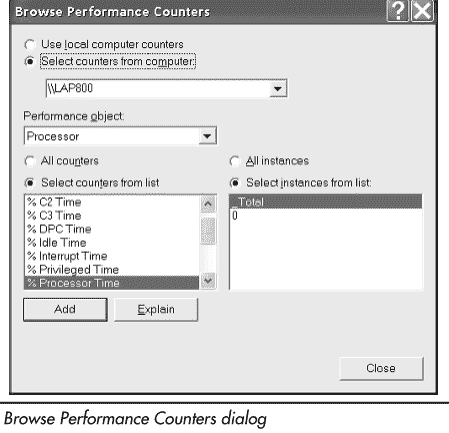 Browse Performance Counters
Use local computer counters
Select counters from computer:
\\LAP800
Performance object:
Processor
All counters
All instances
Select counters from list
Select instances from list:
% C2 Time
% C3 Time
% DPC Time
% Idle Time
% Interrupt Time
% Privileged Time
% Processor Time
_Total
0
Add
Explain
Close
Browse Performance Counters dialog